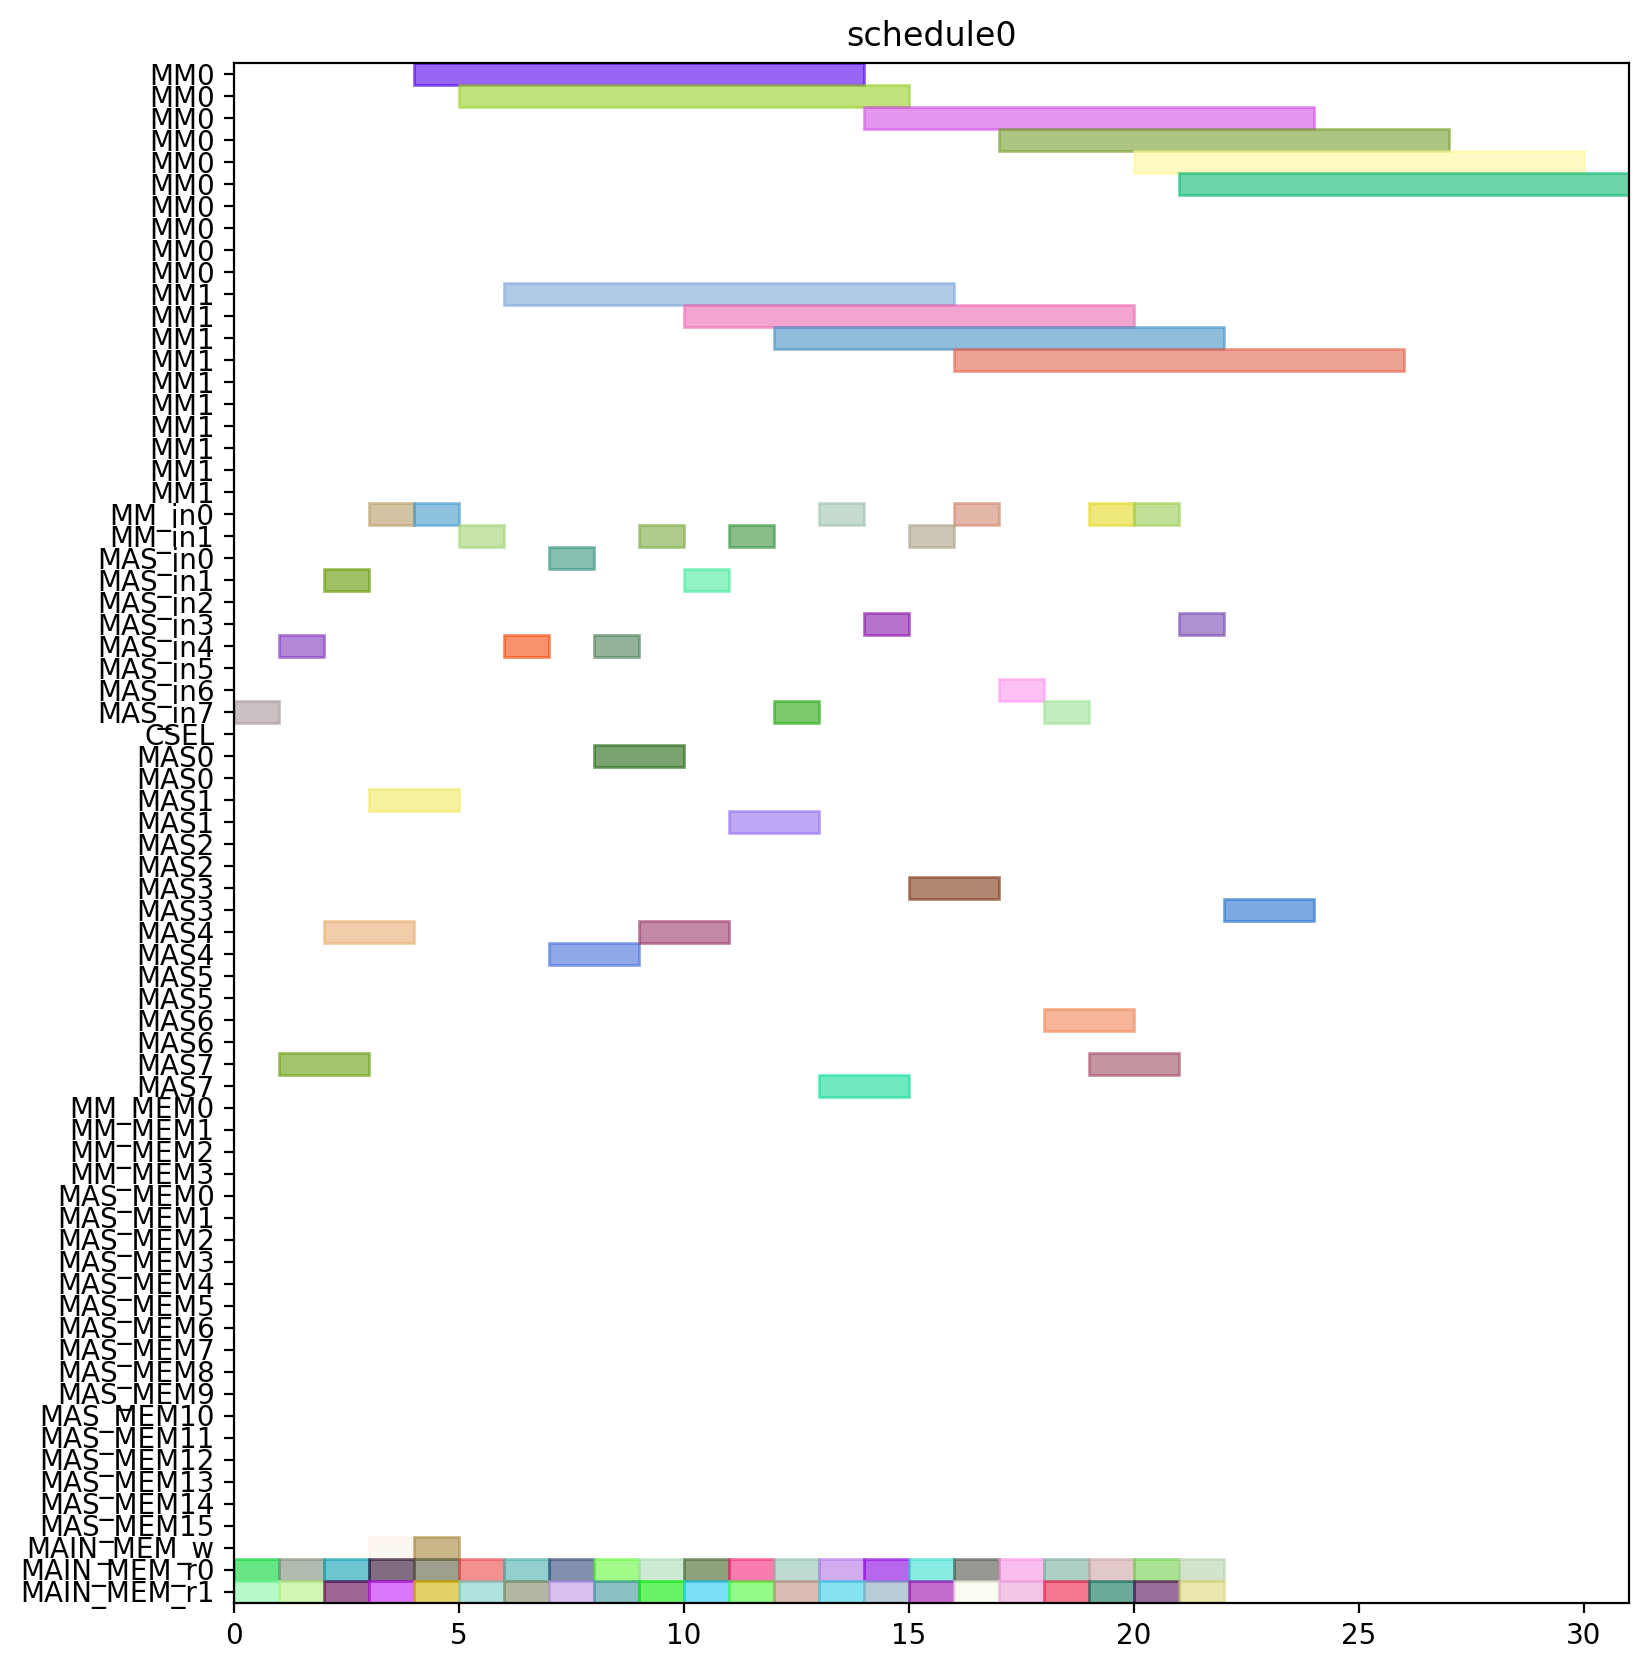 schedule0
MM0
MM0
MM0
MM0
MM0
MM0
MM0
MM0
MM0
MM0
MM1
MM1
MM1
MM1
MM1
MM1
MM1
MM1
MM1
MM1
MM_in0
MM_in1
MAS_in0
MAS_in1
MAS_in2
MAS_in3
MAS_in4
MAS_in5
MAS_in6
MAS_in7
CSEL
MAS0
MAS0
MAS1
MAS1
MAS2
MAS2
MAS3
MAS3
MAS4
MAS4
MAS5
MAS5
MAS6
MAS6
MAS7
MAS7
MM_MEM0
MM_MEM1
MM_MEM2
MM_MEM3
MAS_MEM0
MAS_MEM1
MAS_MEM2
MAS_MEM3
MAS_MEM4
MAS_MEM5
MAS_MEM6
MAS_MEM7
MAS_MEM8
MAS_MEM9
MAS_MEM10
MAS_MEM11
MAS_MEM12
MAS_MEM13
MAS_MEM14
MAS_MEM15
MAIN_MEM_w
MAIN_MEM_r0
MAIN_MEM_r1
0 5 10 15 20 25 30